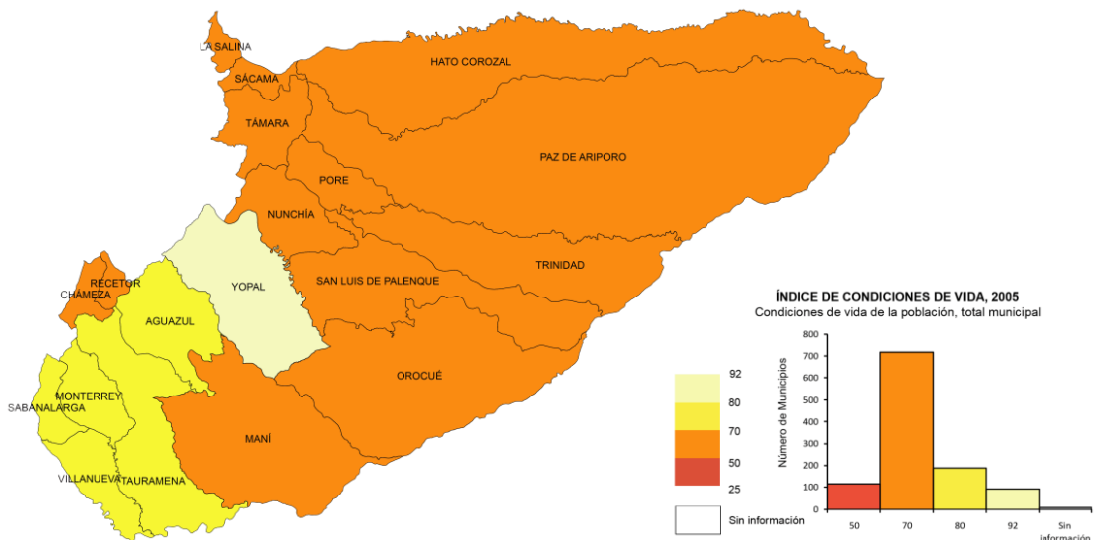 LA SALINA
HATO COROZAL
SÁCAMA
TÁMARA
PAZ DE ARIPORO
PORE
NUNCHÍA
TRINIDAD
RECETOR
SAN LUIS DE PALENQUE
YOPAL
CHÁMEZA
AGUAZUL
OROCUÉ
MONTERREY
SABANALARGA
MANÍ
VILLANUEVA
TAURAMENA
92
80
70
50
25
Sin información
ÍNDICE DE CONDICIONES DE VIDA, 2005
Condiciones de vida de la población, total municipal
Número de Municipios
800
700
600
500
400
300
200
100
0
50 70 80 92 Sin
iaformación